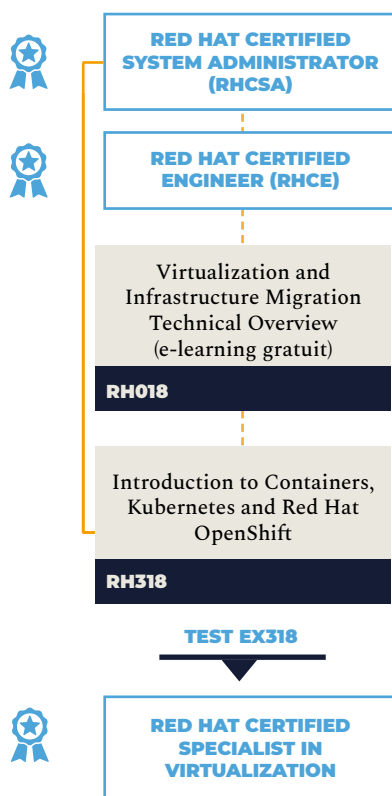 RED HAT CERTIFIED
SYSTEM ADMINISTRATOR
(RHCSA)
RED HAT CERTIFIED
ENGINEER (RHCE)
Virtualization and
Infrastructure Migration
Technical Overview
(e-learning gratuit)
RH018
Introduction to Containers,
Kubernetes and Red Hat
OpenShift
RH318
TEST EX318
RED HAT CERTIFIED
SPECIALIST IN
VIRTUALIZATION